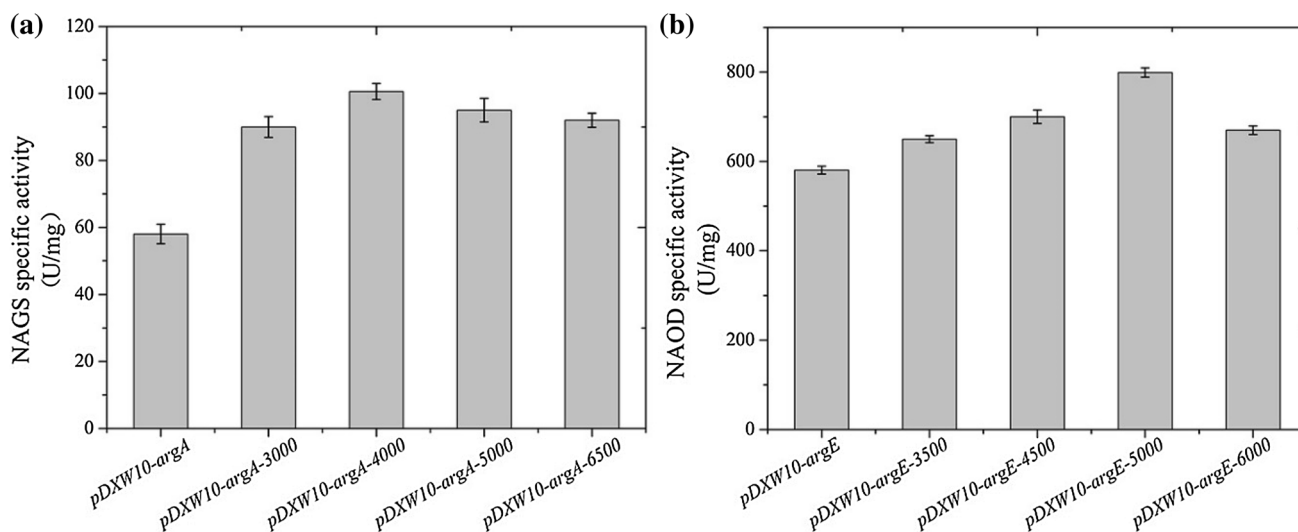 (a)
NAGS specific activity
(U/mg)
120
100
80
60
40
20
0
pDXW10-argA
pDXW10-argA-3000
pDXW10-argA-4000
pDXW10-argA-5000
pDXW10-argA-6500
(b)
NAOD specific activity
(U/mg)
800
600
400
200
0
pDXW10-argE
pDXW10-argE-3500
pDXW10-argE-4500
pDXW10-argE-5000
pDXW10-argE-6000